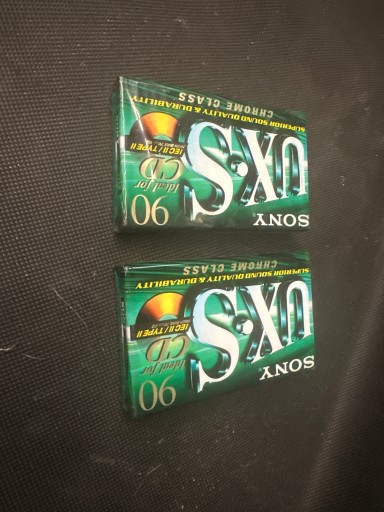 SONY
UX·S
90
Ideal for
CD
IEC II / TYPE II
SUPERIOR SOUND QUALITY & DURABILITY
CHROME CLASS
SONY
UX·S
90
Ideal for
CD
IEC II / TYPE II
SUPERIOR SOUND QUALITY & DURABILITY
CHROME CLASS